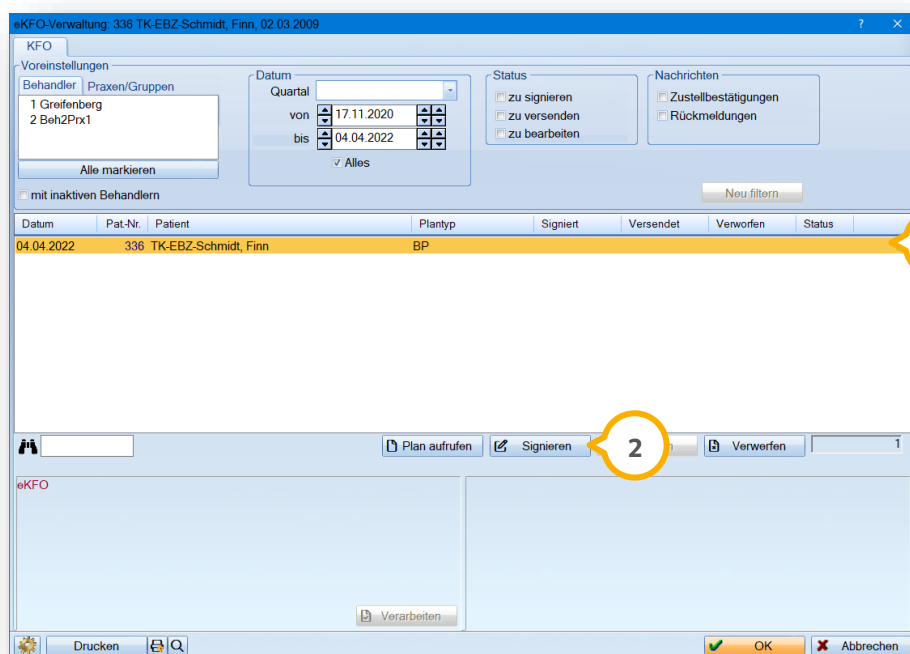 eKFO-Verwaltung: 336 TK-EBZ-Schmidt, Finn, 02.03.2009 ?
KFO
Voreinstellungen
Behandler Praxen/Gruppen
1 Greifenberg
2 Beh2Prx1
Alle markieren
mit inaktiven Behandlern
Datum
Quartal
von 17.11.2020
bis 04.04.2022
Alles
Status
zu signieren
zu versenden
zu bearbeiten
Nachrichten
Zustellbestätigungen
Rückmeldungen
Neu filtern
Datum Pat-Nr. Patient Plantyp Signiert Versendet Verworfen Status
04.04.2022 336 TK-EBZ-Schmidt, Finn BP
Plan aufrufen Signieren 2 Verwerfen 1
eKFO
Verarbeiten
Drucken OK Abbrechen